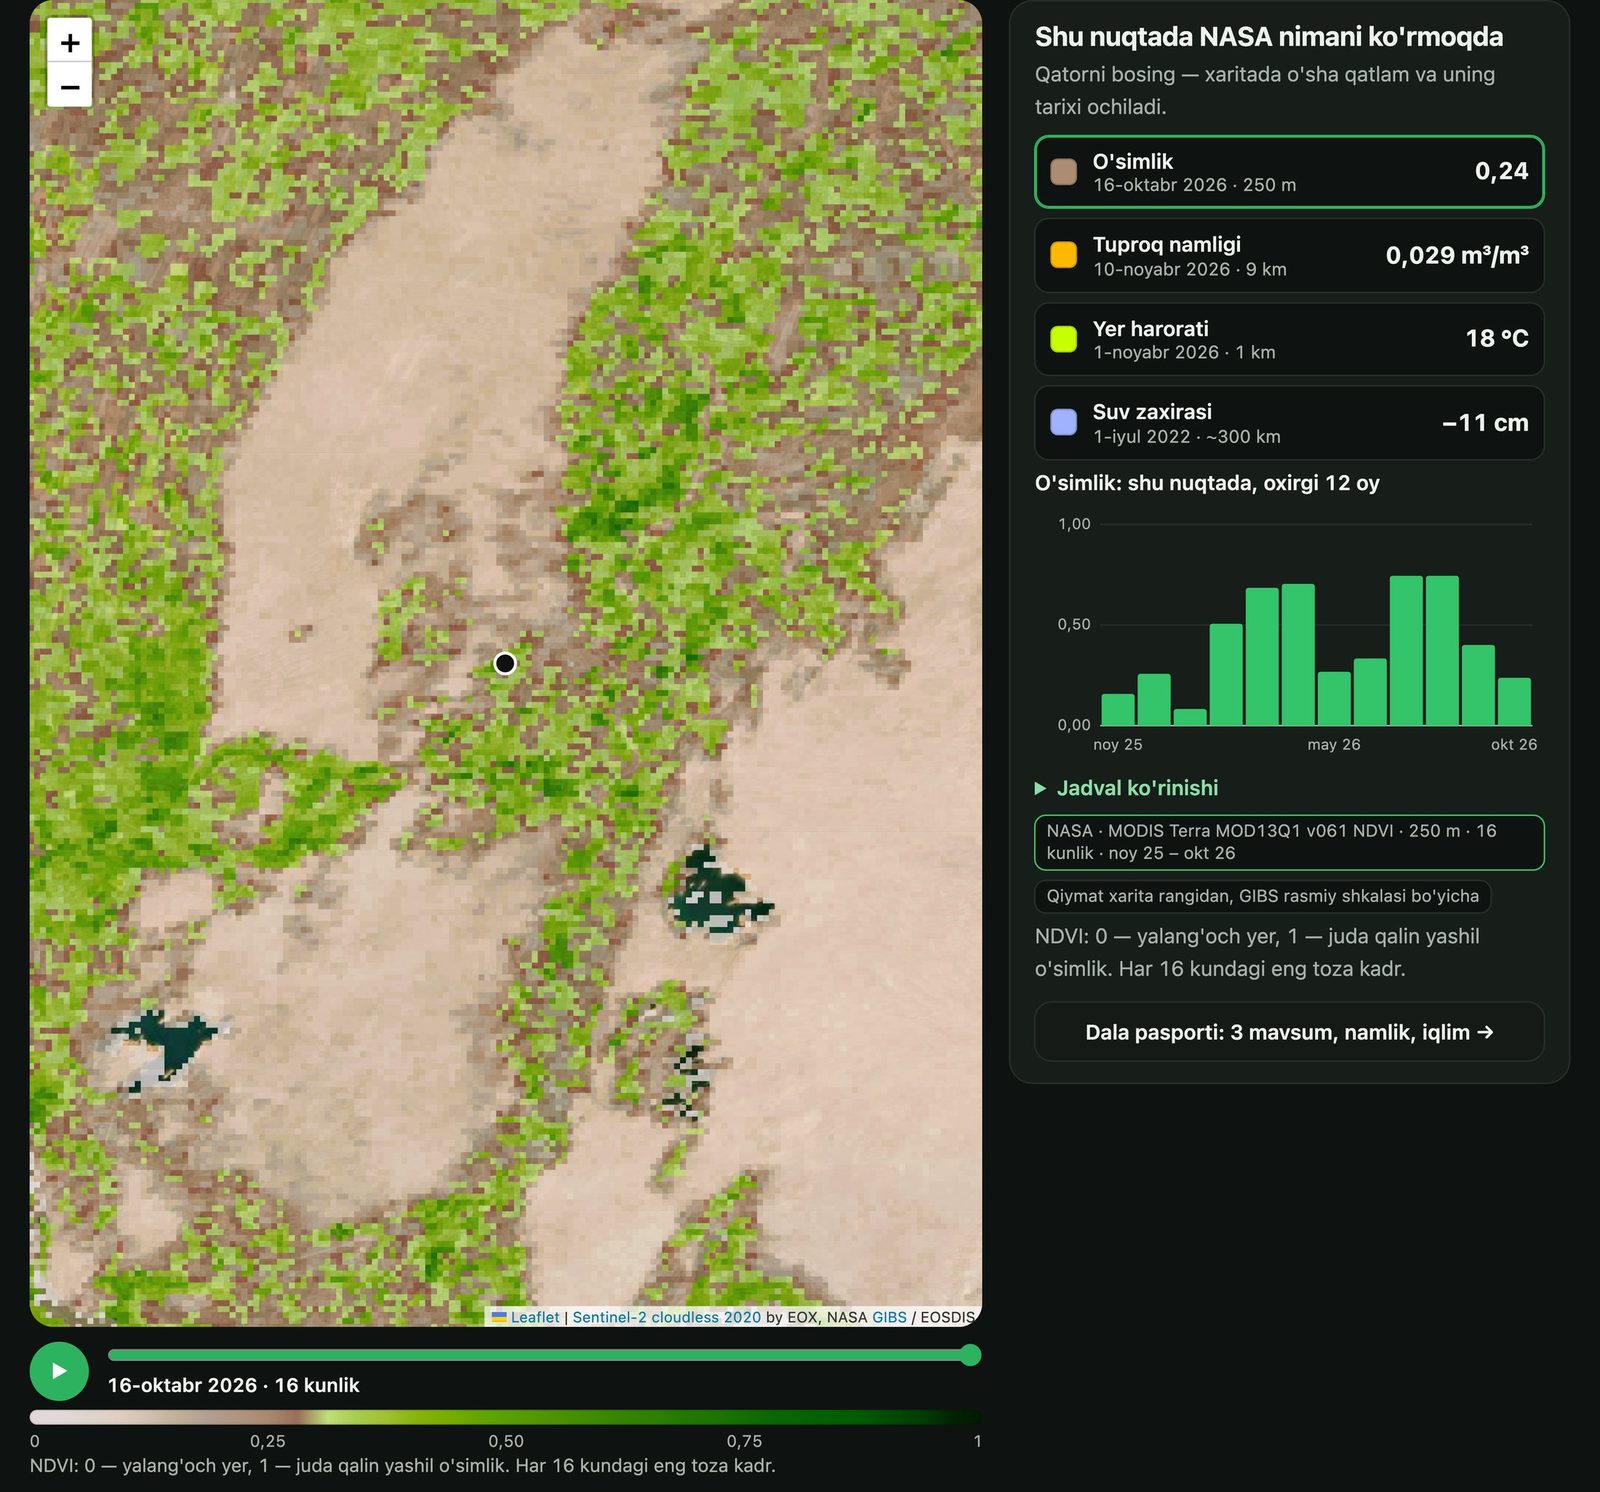 +
−
Leaflet | Sentinel-2 cloudless 2020 by EOX, NASA GIBS / EOSDIS
16-oktabr 2026 · 16 kunlik
0 0,25 0,50 0,75 1
NDVI: 0 — yalang'och yer, 1 — juda qalin yashil o'simlik. Har 16 kundagi eng toza kadr.
Shu nuqtada NASA nimani ko'rmoqda
Qatorni bosing — xaritada o'sha qatlam va uning
tarixi ochiladi.
O'simlik
16-oktabr 2026 · 250 m
0,24
Tuproq namligi
10-noyabr 2026 · 9 km
0,029 m³/m³
Yer harorati
1-noyabr 2026 · 1 km
18 °C
Suv zaxirasi
1-iyul 2022 · ~300 km
−11 cm
O'simlik: shu nuqtada, oxirgi 12 oy
1,00
0,50
0,00
noy 25 may 26 okt 26
Jadval ko'rinishi
NASA · MODIS Terra MOD13Q1 v061 NDVI · 250 m · 16
kunlik · noy 25 – okt 26
Qiymat xarita rangidan, GIBS rasmiy shkalasi bo'yicha
NDVI: 0 — yalang'och yer, 1 — juda qalin yashil
o'simlik. Har 16 kundagi eng toza kadr.
Dala pasporti: 3 mavsum, namlik, iqlim →